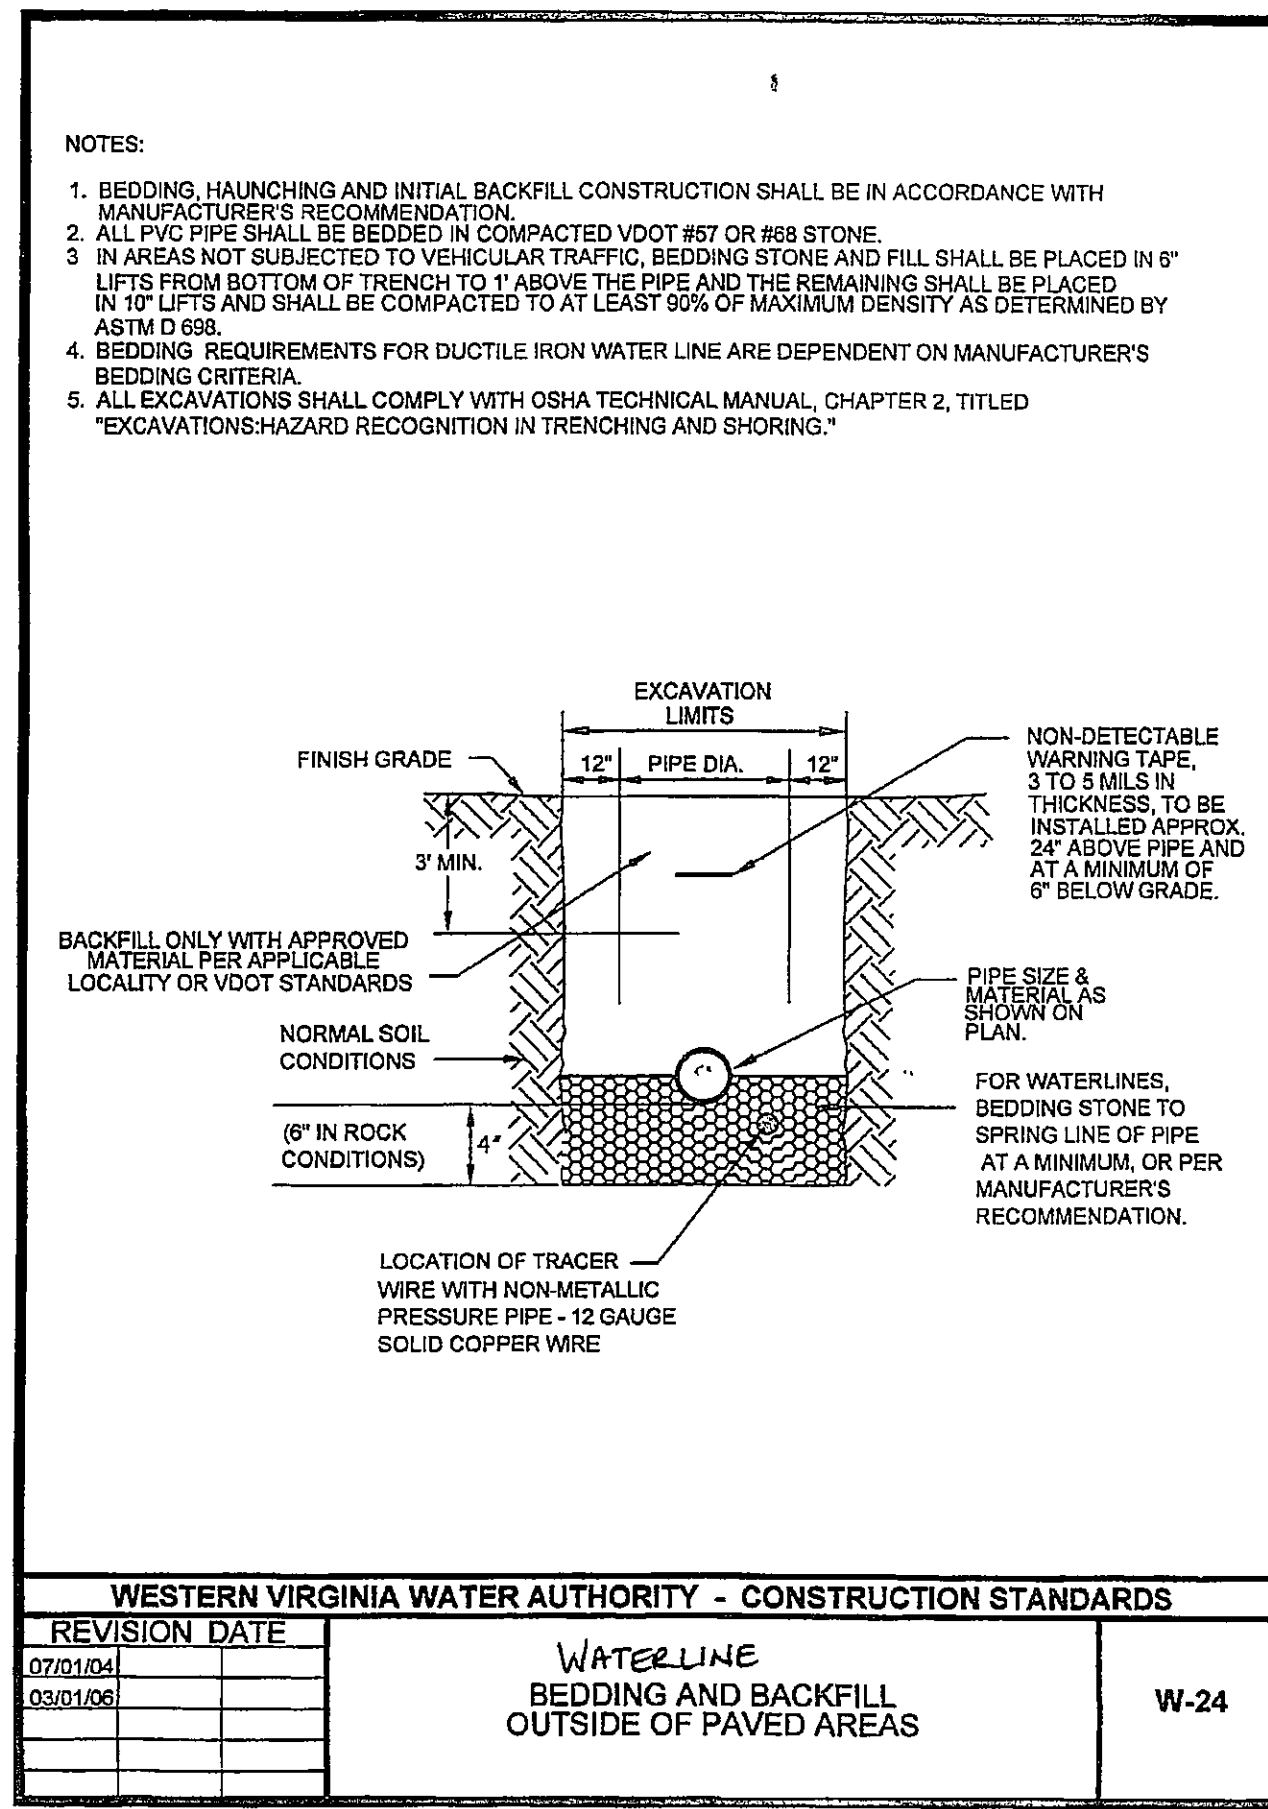 NOTES:
1. BEDDING, HAUNCHING AND INITIAL BACKFILL CONSTRUCTION SHALL BE IN ACCORDANCE WITH
MANUFACTURER'S RECOMMENDATION.
2. ALL PVC PIPE SHALL BE BEDDED IN COMPACTED VDOT #57 OR #68 STONE.
3 IN AREAS NOT SUBJECTED TO VEHICULAR TRAFFIC, BEDDING STONE AND FILL SHALL BE PLACED IN 6"
LIFTS FROM BOTTOM OF TRENCH TO 1' ABOVE THE PIPE AND THE REMAINING SHALL BE PLACED
IN 10" LIFTS AND SHALL BE COMPACTED TO AT LEAST 90% OF MAXIMUM DENSITY AS DETERMINED BY
ASTM D 698.
4. BEDDING REQUIREMENTS FOR DUCTILE IRON WATER LINE ARE DEPENDENT ON MANUFACTURER'S
BEDDING CRITERIA.
5. ALL EXCAVATIONS SHALL COMPLY WITH OSHA TECHNICAL MANUAL, CHAPTER 2, TITLED
"EXCAVATIONS:HAZARD RECOGNITION IN TRENCHING AND SHORING."
EXCAVATION
LIMITS
FINISH GRADE
12" PIPE DIA. 12"
NON-DETECTABLE
WARNING TAPE,
3 TO 5 MILS IN
THICKNESS, TO BE
INSTALLED APPROX.
24" ABOVE PIPE AND
AT A MINIMUM OF
6" BELOW GRADE.
3' MIN.
BACKFILL ONLY WITH APPROVED
MATERIAL PER APPLICABLE
LOCALITY OR VDOT STANDARDS
PIPE SIZE &
MATERIAL AS
SHOWN ON
PLAN.
NORMAL SOIL
CONDITIONS
FOR WATERLINES,
BEDDING STONE TO
SPRING LINE OF PIPE
AT A MINIMUM, OR PER
MANUFACTURER'S
RECOMMENDATION.
(6" IN ROCK
CONDITIONS)
4"
LOCATION OF TRACER
WIRE WITH NON-METALLIC
PRESSURE PIPE - 12 GAUGE
SOLID COPPER WIRE
WESTERN VIRGINIA WATER AUTHORITY - CONSTRUCTION STANDARDS
REVISION DATE
07/01/04
03/01/06
WATERLINE
BEDDING AND BACKFILL
OUTSIDE OF PAVED AREAS
W-24